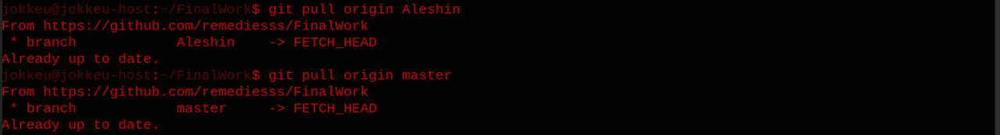 jokkeu@jokkeu-host:~/FinalWork$ git pull origin Aleshin
From https://github.com/remediesss/FinalWork
 * branch            Aleshin    -> FETCH_HEAD
Already up to date.
jokkeu@jokkeu-host:~/FinalWork$ git pull origin master
From https://github.com/remediesss/FinalWork
 * branch            master     -> FETCH_HEAD
Already up to date.